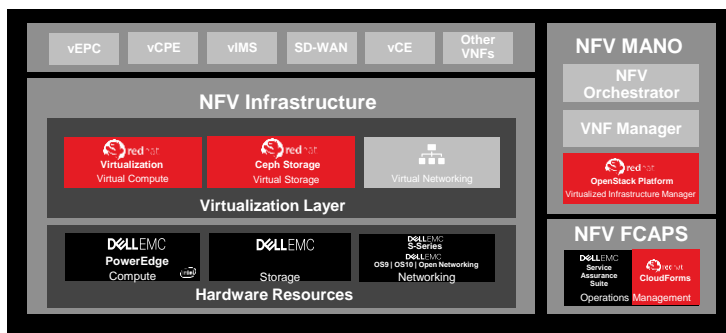 vEPC
vCPE
vIMS
SD-WAN
vCE
Other
VNFs
NFV Infrastructure
redhat
Virtualization
Virtual Compute
redhat
Ceph Storage
Virtual Storage
Virtual Networking
Virtualization Layer
DELLEMC
PowerEdge
Compute
intel
DELLEMC
Storage
DELLEMC
S-Series
DELLEMC
OS9 | OS10 | Open Networking
Networking
Hardware Resources
NFV MANO
NFV
Orchestrator
VNF Manager
redhat
OpenStack Platform
Virtualized Infrastructure Manager
NFV FCAPS
DELLEMC
Service
Assurance
Suite
redhat
CloudForms
Operations Management